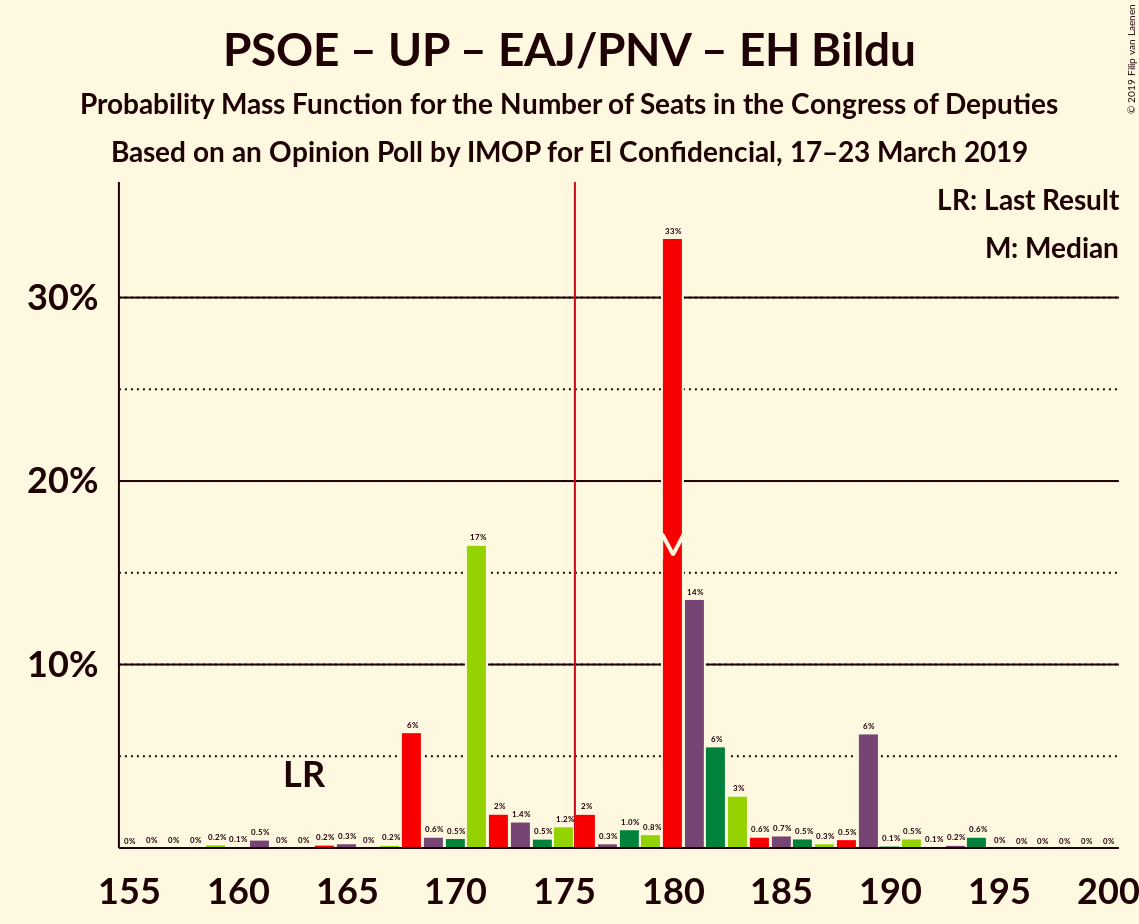 PSOE – UP – EAJ/PNV – EH Bildu
Probability Mass Function for the Number of Seats in the Congress of Deputies
Based on an Opinion Poll by IMOP for El Confidencial, 17–23 March 2019
© 2019 Filip van Laenen
LR: Last Result
M: Median
30%
20%
10%
33%
17%
14%
6%
6%
6%
3%
LR
M
0% 0% 0% 0% 0.2% 0.1% 0.5% 0% 0% 0.2% 0.3% 0% 0.2% 0.6% 0.5% 2% 1.4% 0.5% 1.2% 2% 0.3% 1.0% 0.8% 0.6% 0.7% 0.5% 0.3% 0.5% 0.1% 0.5% 0.1% 0.2% 0.6% 0% 0% 0% 0% 0% 0%
155 160 165 170 175 180 185 190 195 200